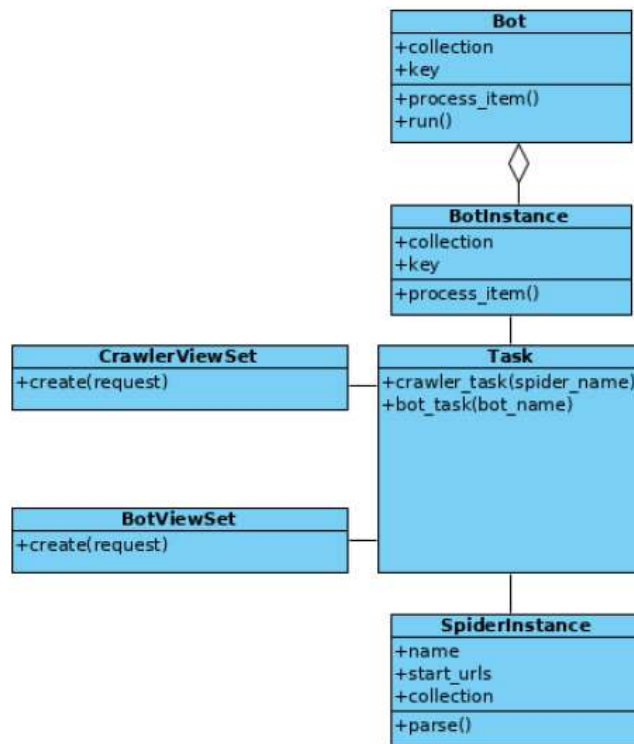 Bot
+collection
+key
+process_item()
+run()
BotInstance
+collection
+key
+process_item()
CrawlerViewSet
+create(request)
Task
+crawler_task(spider_name)
+bot_task(bot_name)
BotViewSet
+create(request)
SpiderInstance
+name
+start_urls
+collection
+parse()